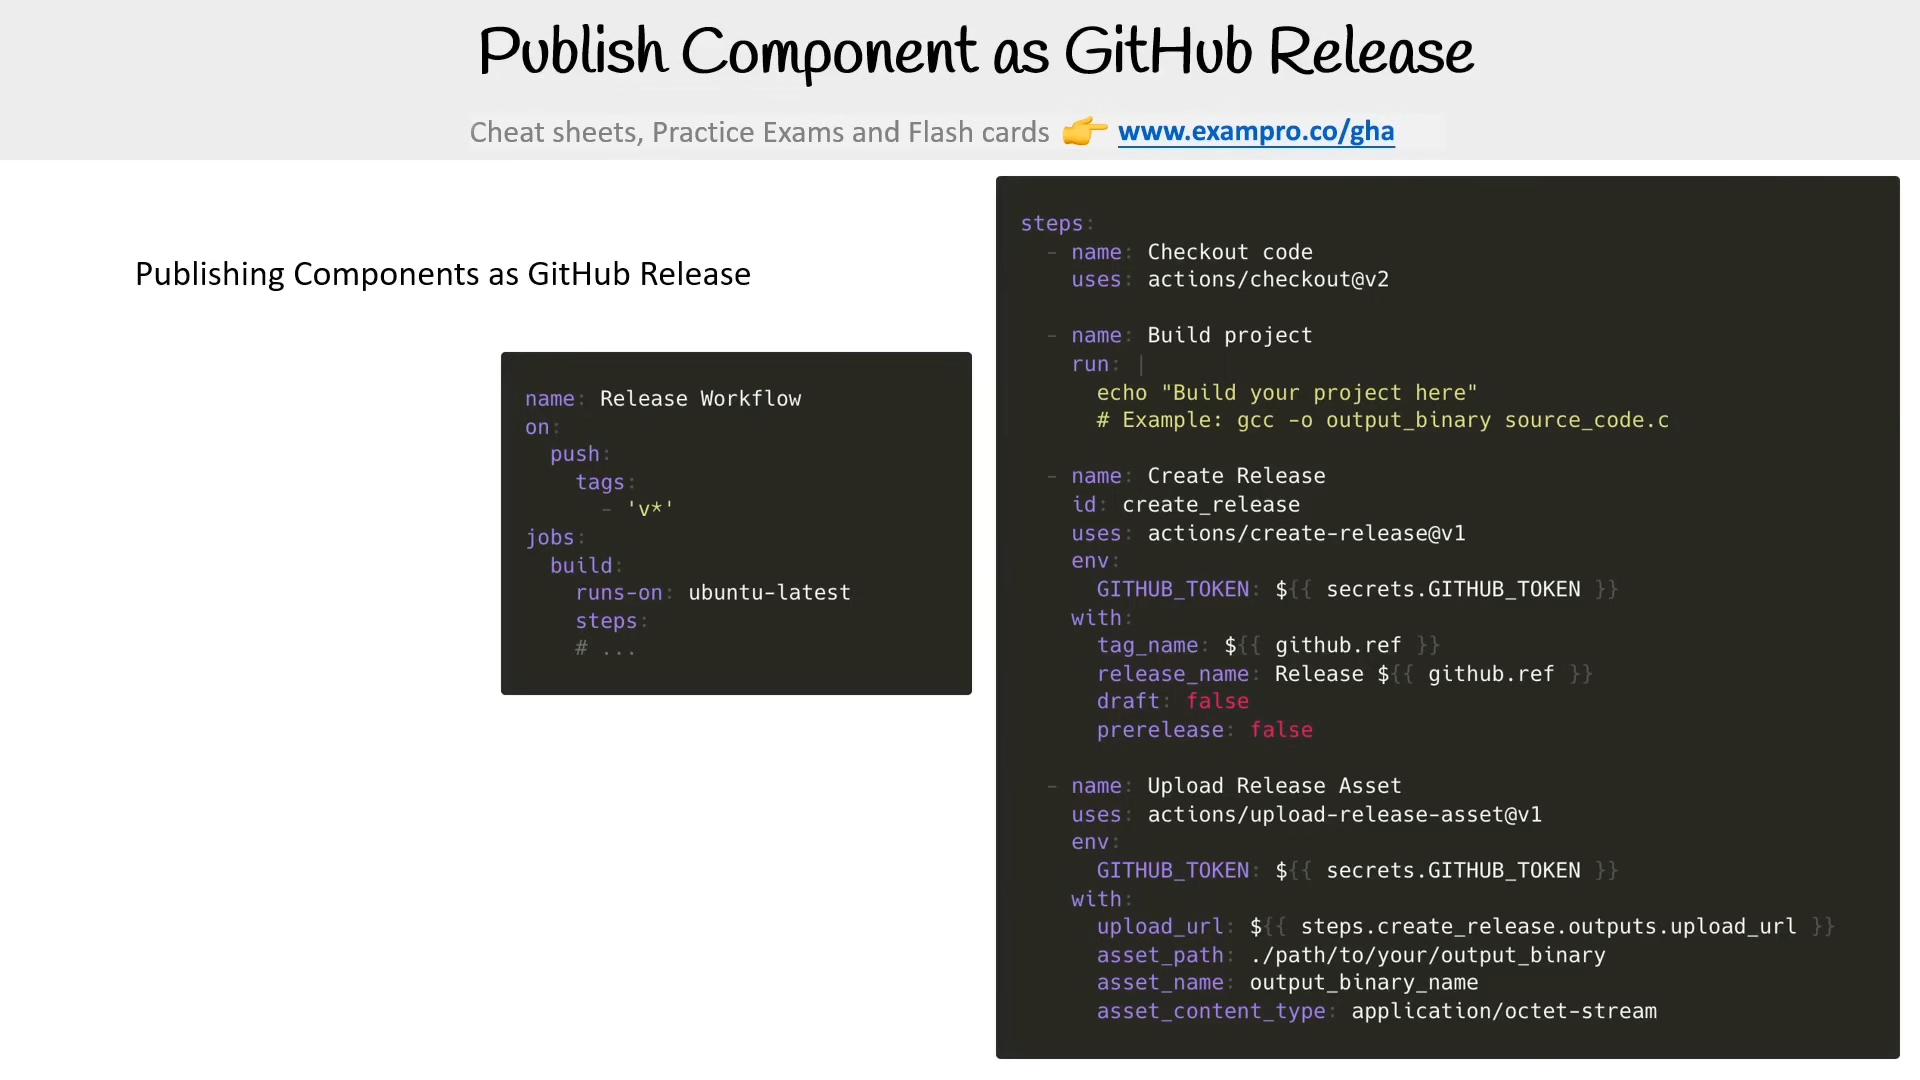 Publish Component as GitHub Release
Cheat sheets, Practice Exams and Flash cards 👉 www.exampro.co/gha
Publishing Components as GitHub Release
name: Release Workflow
on:
  push:
    tags:
      - 'v*'
jobs:
  build:
    runs-on: ubuntu-latest
    steps:
    # ...
steps:
  - name: Checkout code
    uses: actions/checkout@v2
  - name: Build project
    run: |
      echo "Build your project here"
      # Example: gcc -o output_binary source_code.c
  - name: Create Release
    id: create_release
    uses: actions/create-release@v1
    env:
      GITHUB_TOKEN: ${{ secrets.GITHUB_TOKEN }}
    with:
      tag_name: ${{ github.ref }}
      release_name: Release ${{ github.ref }}
      draft: false
      prerelease: false
  - name: Upload Release Asset
    uses: actions/upload-release-asset@v1
    env:
      GITHUB_TOKEN: ${{ secrets.GITHUB_TOKEN }}
    with:
      upload_url: ${{ steps.create_release.outputs.upload_url }}
      asset_path: ./path/to/your/output_binary
      asset_name: output_binary_name
      asset_content_type: application/octet-stream